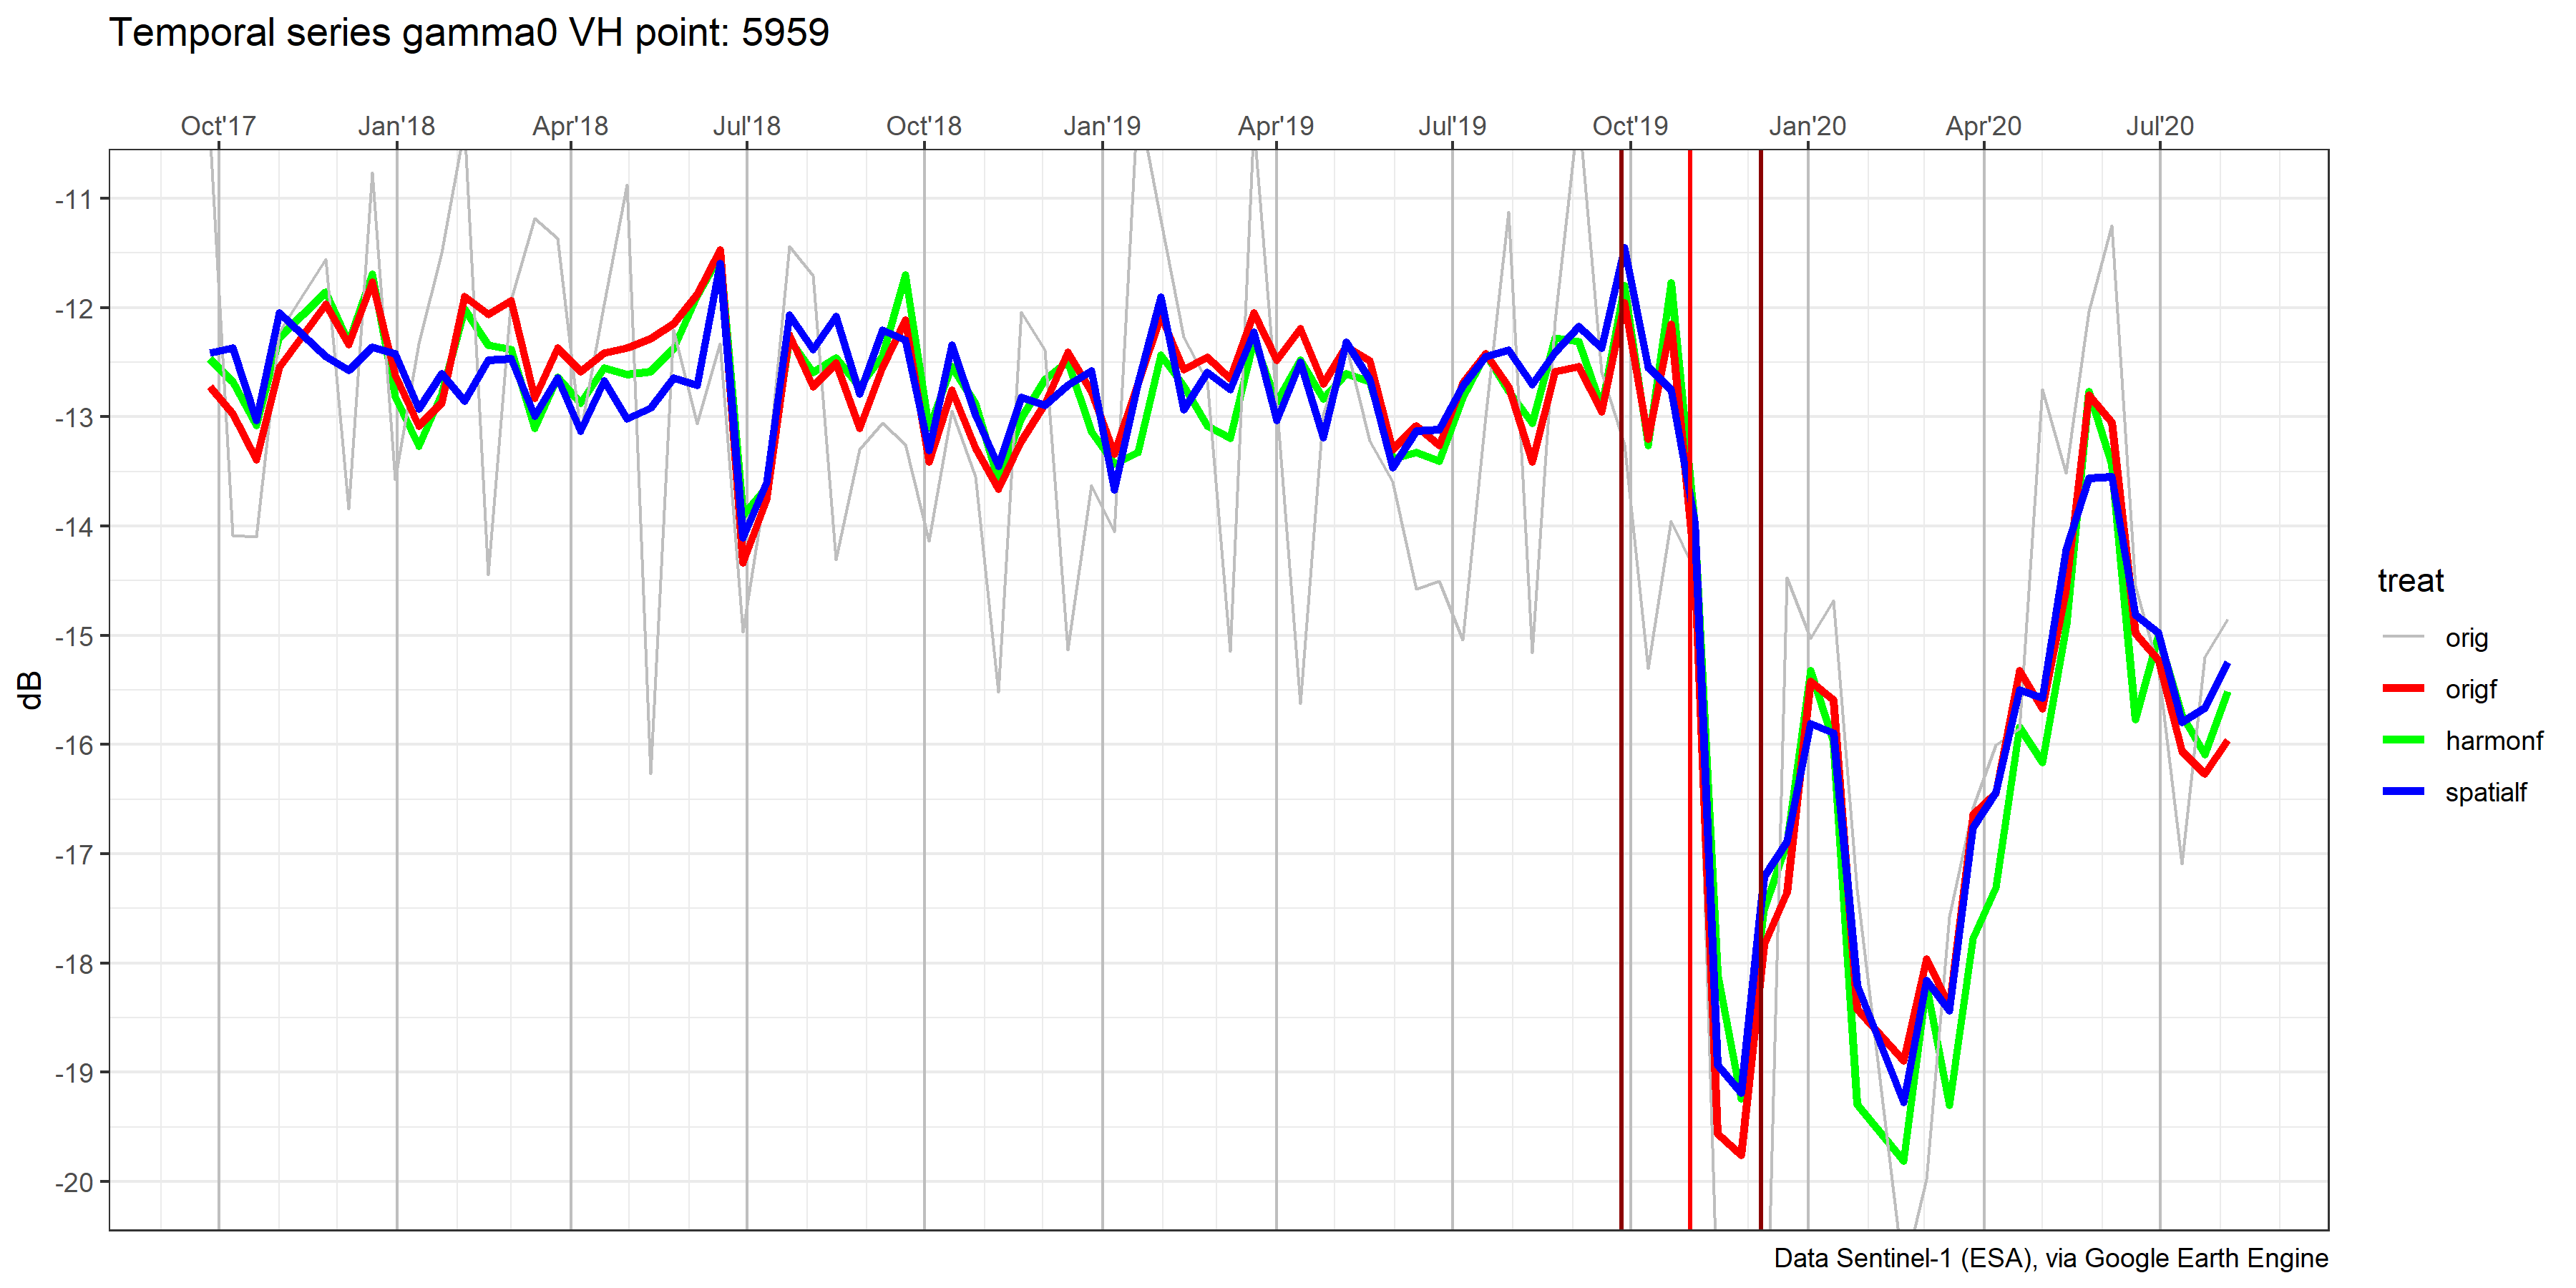 Temporal series gamma0 VH point: 5959
Oct'17 Jan'18 Apr'18 Jul'18 Oct'18 Jan'19 Apr'19 Jul'19 Oct'19 Jan'20 Apr'20 Jul'20
-11
-12
-13
-14
-15
-16
-17
-18
-19
-20
dB
treat
orig
origf
harmonf
spatialf
Data Sentinel-1 (ESA), via Google Earth Engine